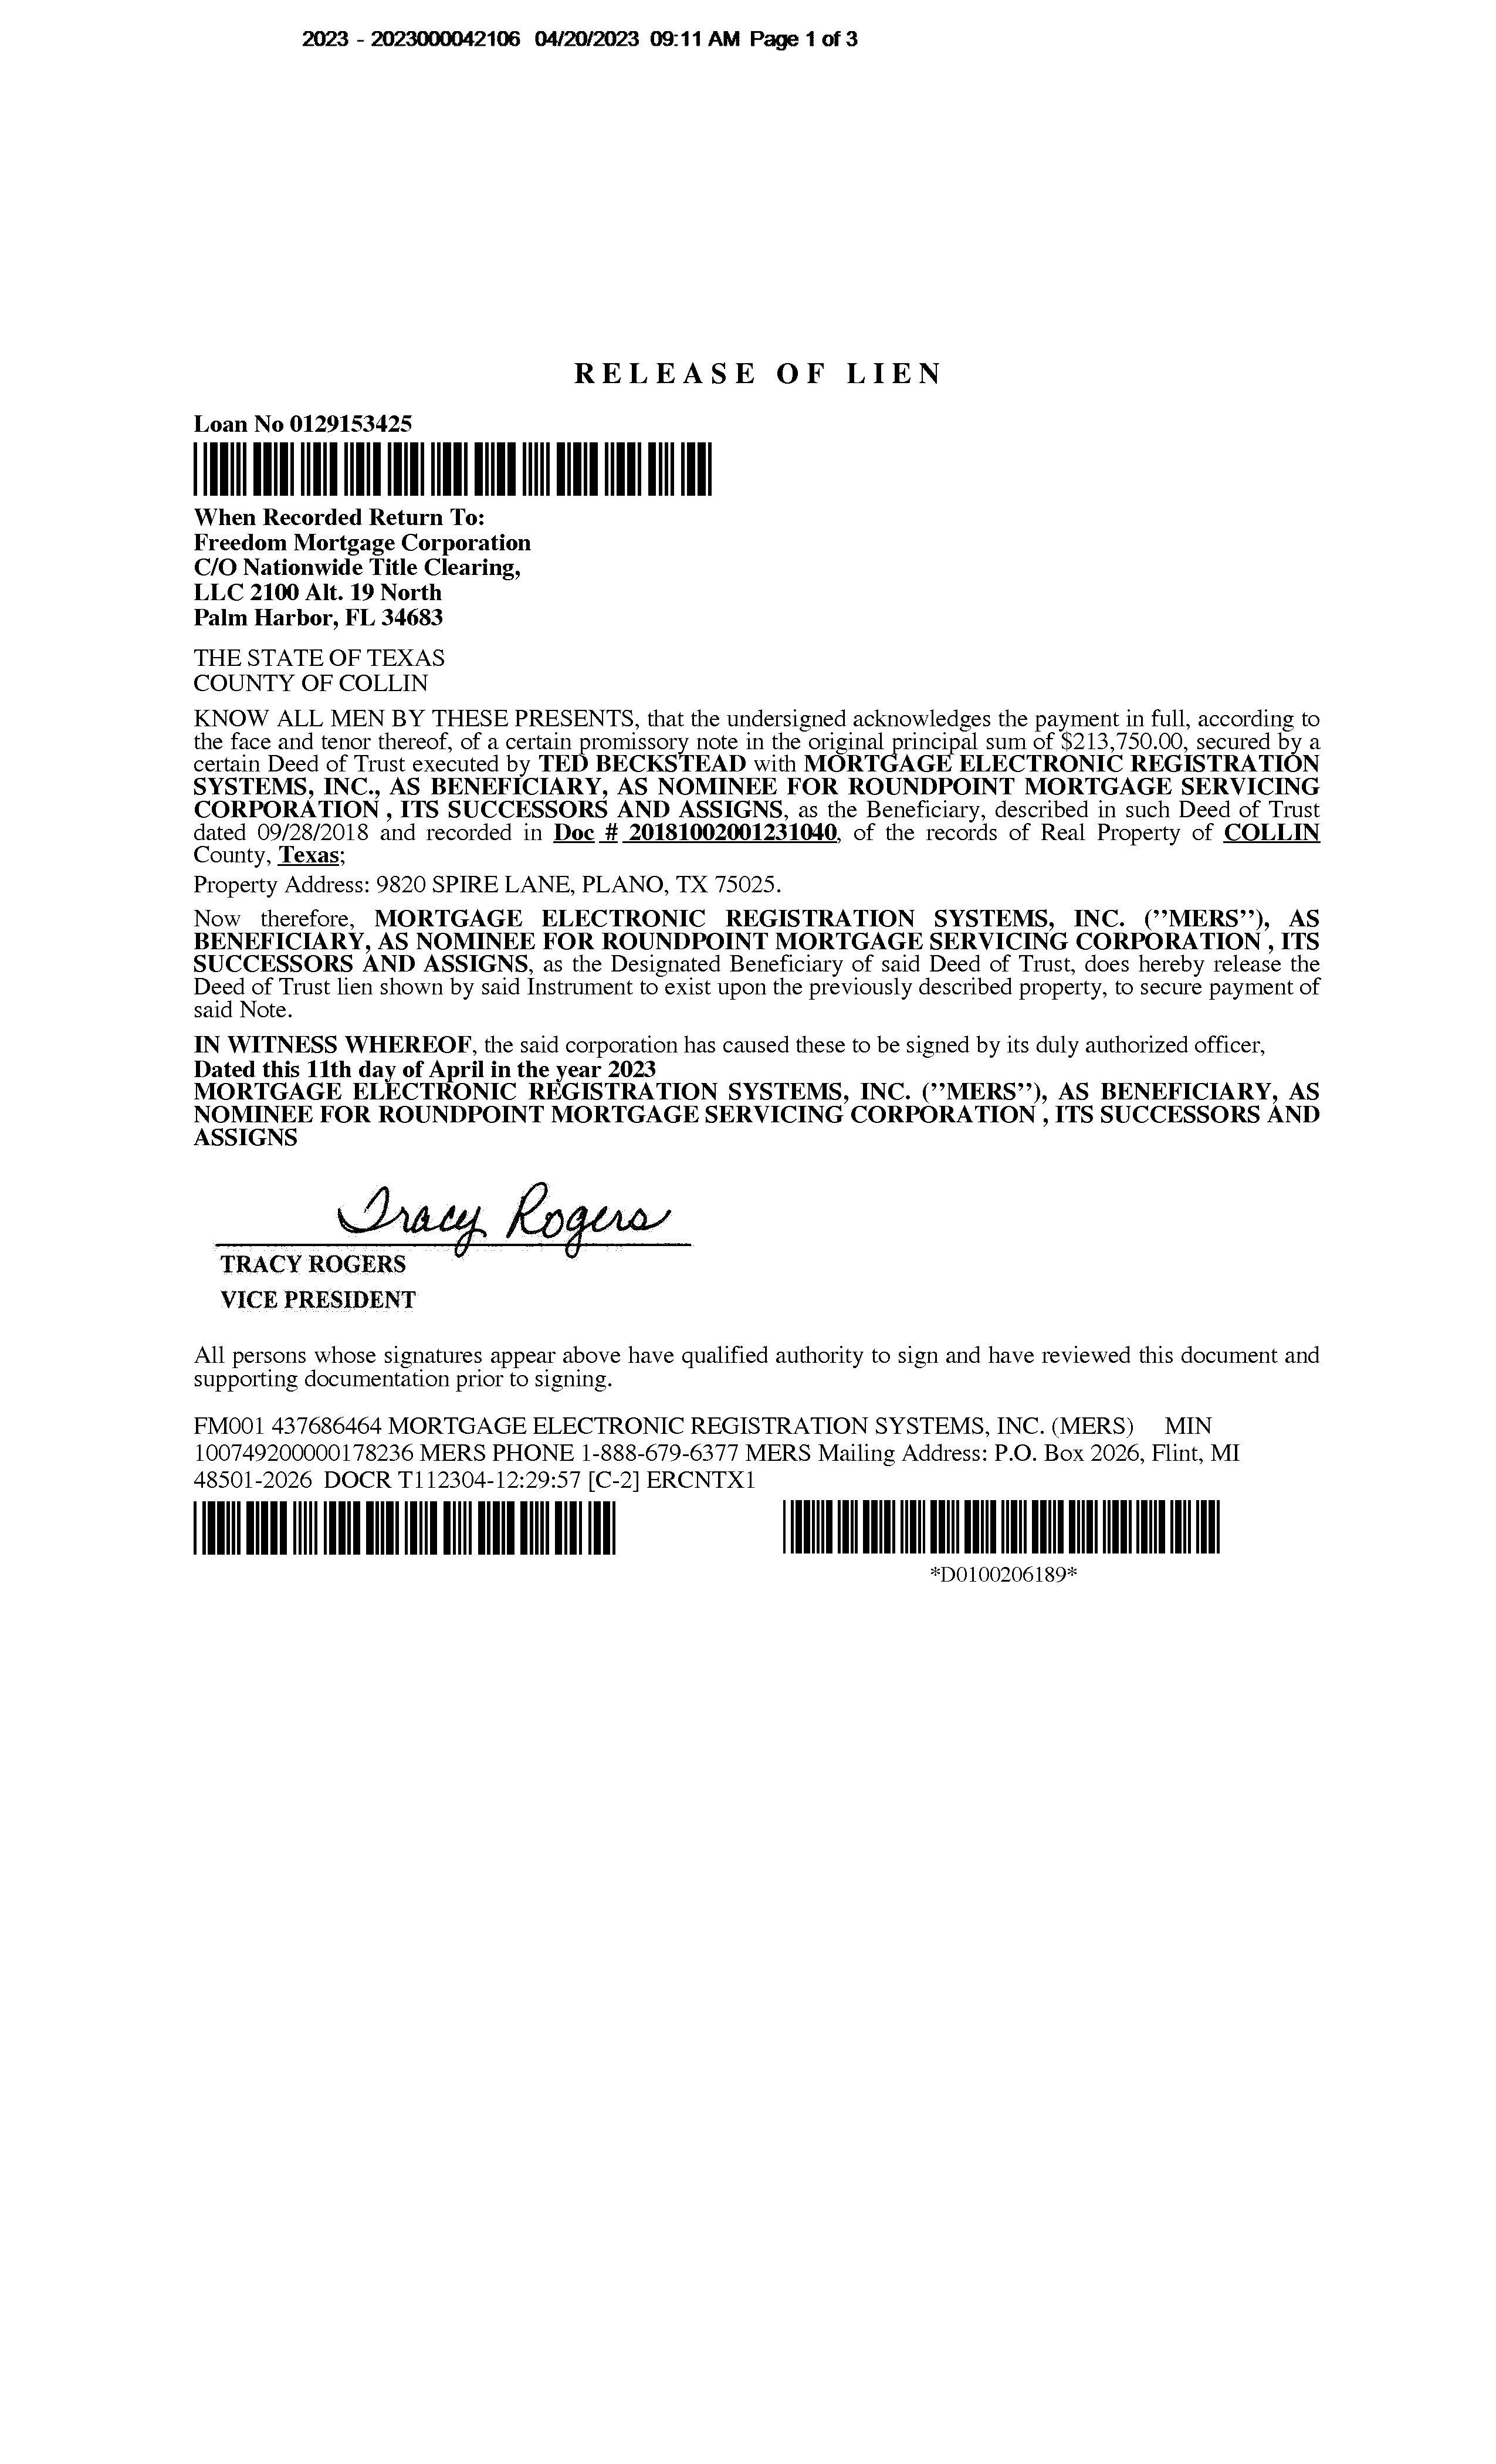 2023 - 2023000042106 04/20/2023 09:11 AM Page 1 of 3
RELEASE OF LIEN
Loan No 0129153425
When Recorded Return To:
Freedom Mortgage Corporation
C/O Nationwide Title Clearing,
LLC 2100 Alt. 19 North
Palm Harbor, FL 34683
THE STATE OF TEXAS
COUNTY OF COLLIN
KNOW ALL MEN BY THESE PRESENTS, that the undersigned acknowledges the payment in full, according to
the face and tenor thereof, of a certain promissory note in the original principal sum of $213,750.00, secured by a
certain Deed of Trust executed by TED BECKSTEAD with MORTGAGE ELECTRONIC REGISTRATION
SYSTEMS, INC., AS BENEFICIARY, AS NOMINEE FOR ROUNDPOINT MORTGAGE SERVICING
CORPORATION , ITS SUCCESSORS AND ASSIGNS, as the Beneficiary, described in such Deed of Trust
dated 09/28/2018 and recorded in Doc # 20181002001231040, of the records of Real Property of COLLIN
County, Texas;
Property Address: 9820 SPIRE LANE, PLANO, TX 75025.
Now therefore, MORTGAGE ELECTRONIC REGISTRATION SYSTEMS, INC. (''MERS''), AS
BENEFICIARY, AS NOMINEE FOR ROUNDPOINT MORTGAGE SERVICING CORPORATION , ITS
SUCCESSORS AND ASSIGNS, as the Designated Beneficiary of said Deed of Trust, does hereby release the
Deed of Trust lien shown by said Instrument to exist upon the previously described property, to secure payment of
said Note.
IN WITNESS WHEREOF, the said corporation has caused these to be signed by its duly authorized officer,
Dated this 11th day of April in the year 2023
MORTGAGE ELECTRONIC REGISTRATION SYSTEMS, INC. (''MERS''), AS BENEFICIARY, AS
NOMINEE FOR ROUNDPOINT MORTGAGE SERVICING CORPORATION , ITS SUCCESSORS AND
ASSIGNS
Tracy Rogers
TRACY ROGERS
VICE PRESIDENT
All persons whose signatures appear above have qualified authority to sign and have reviewed this document and
supporting documentation prior to signing.
FM001 437686464 MORTGAGE ELECTRONIC REGISTRATION SYSTEMS, INC. (MERS) MIN
100749200000178236 MERS PHONE 1-888-679-6377 MERS Mailing Address: P.O. Box 2026, Flint, MI
48501-2026 DOCR T112304-12:29:57 [C-2] ERCNTX1
*D0100206189*